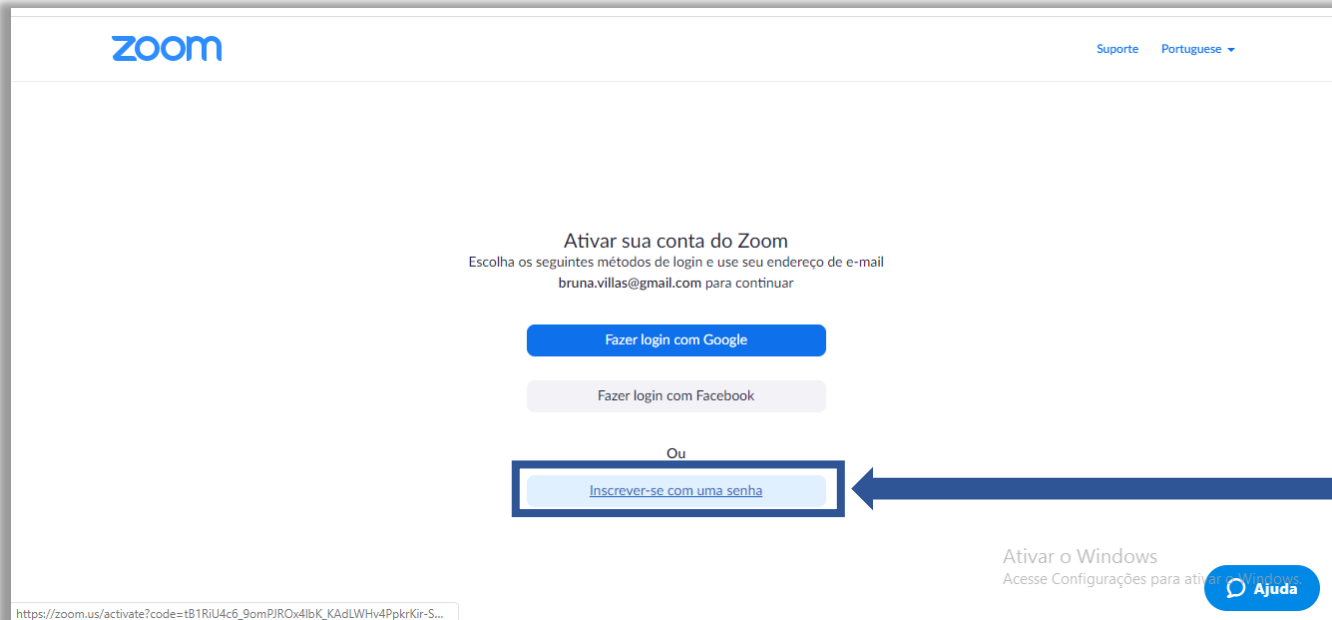 zoom
Suporte Portuguese
Ativar sua conta do Zoom
Escolha os seguintes métodos de login e use seu endereço de e-mail
bruna.villas@gmail.com para continuar
Fazer login com Google
Fazer login com Facebook
Ou
Inscrever-se com uma senha
Ativar o Windows
Acesse Configurações para ativar o Windows.
Ajuda
https://zoom.us/activate?code=tB1RiU4c6_9omPJROx4lbK_KAdLWHv4PpkrKir-S...